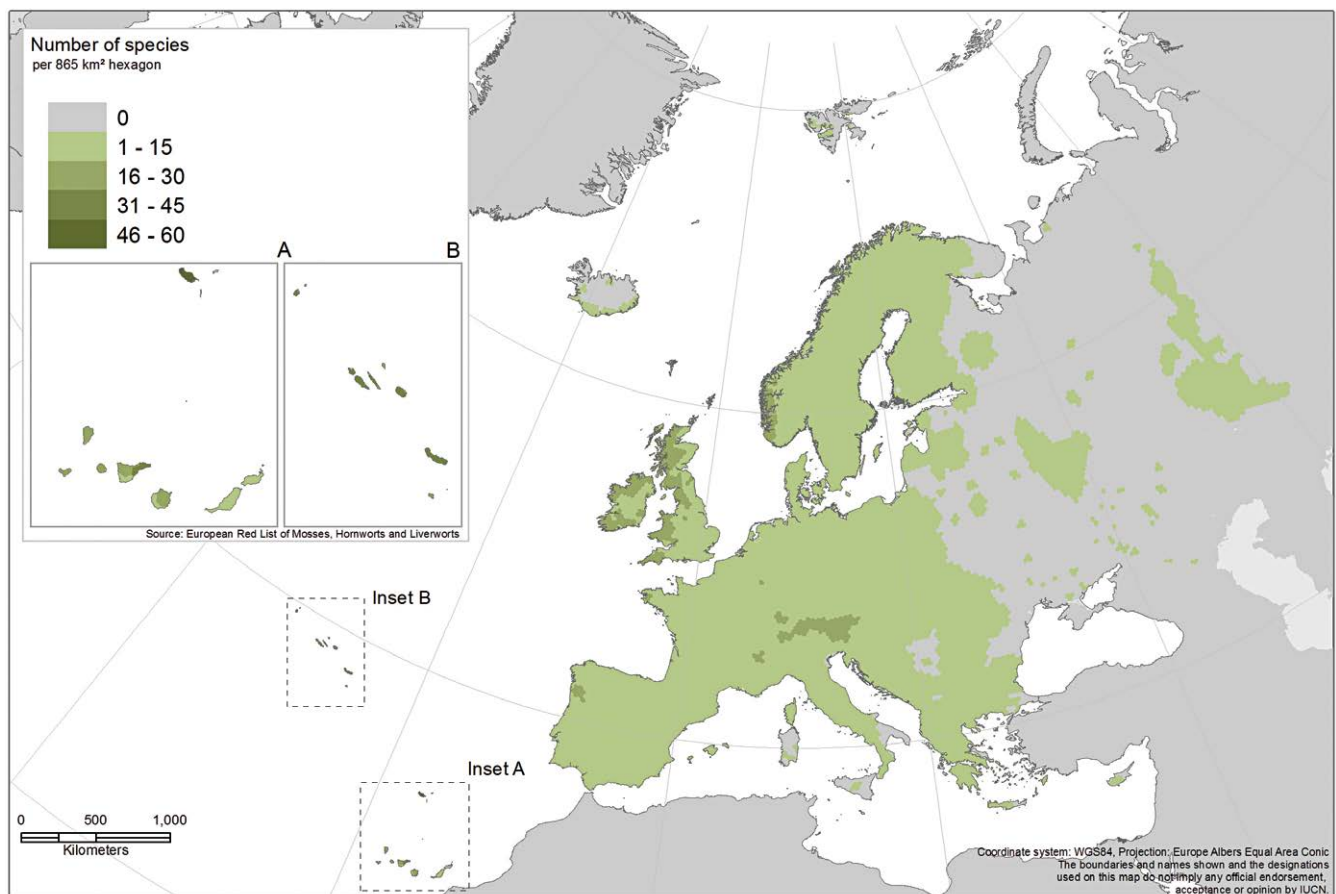 Number of species
per 865 km² hexagon
0
1 - 15
16 - 30
31 - 45
46 - 60
A
B
Source: European Red List of Mosses, Hornworts and Liverworts
Inset B
Inset A
0 500 1,000
Kilometers
Coordinate system: WGS84, Projection: Europe Albers Equal Area Conic
The boundaries and names shown and the designations
used on this map do not imply any official endorsement,
acceptance or opinion by IUCN.